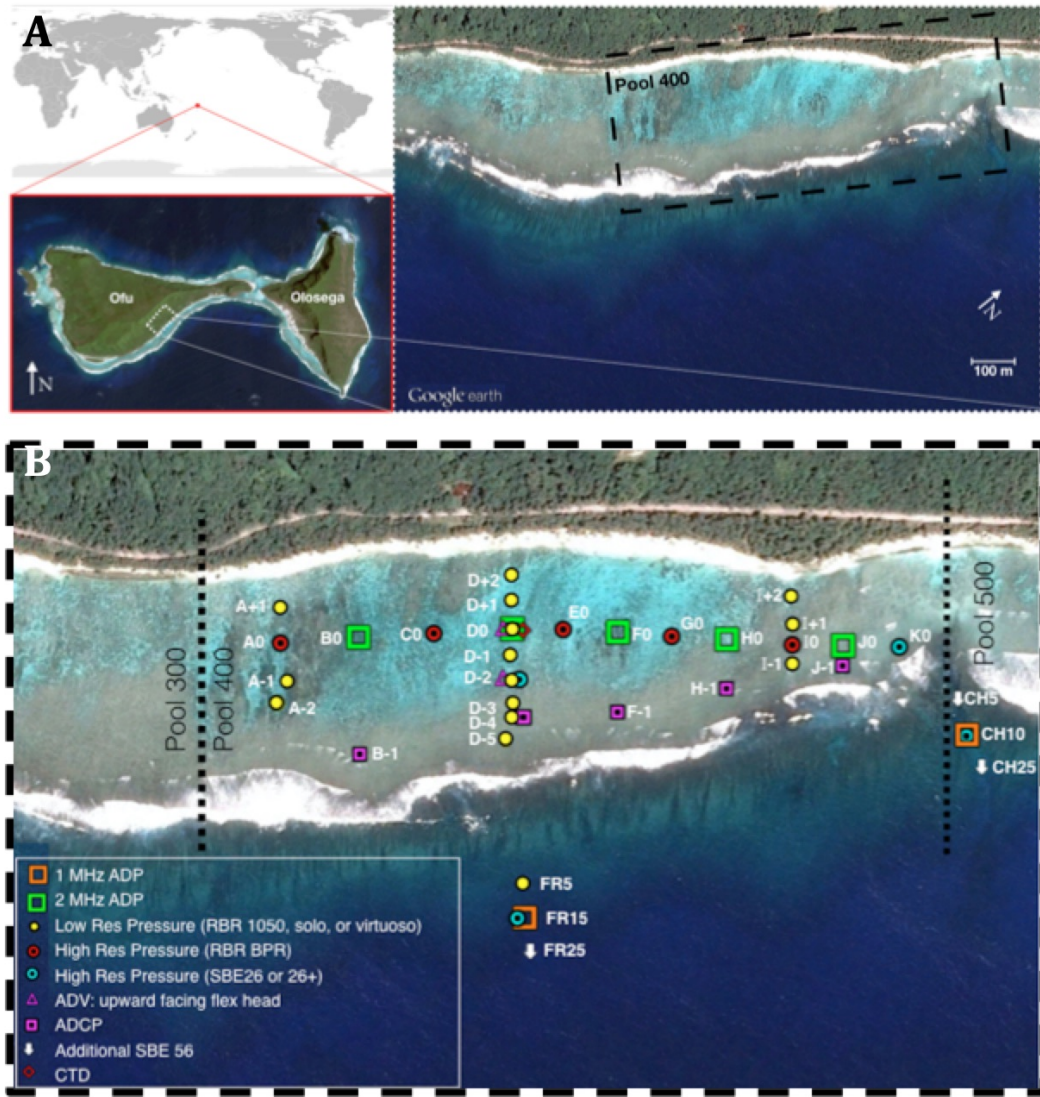 A
Pool 400
Ofu
Olosega
N
N
100 m
Google earth
B
Pool 300
Pool 400
Pool 500
D+2
A+1
D+1
I+2
E0
G0
I+1
K0
A0
B0
C0
D0
F0
H0
I0
J0
D-1
I-1
J-1
A-1
D-2
H-1
CH5
A-2
D-3
D-4
F-1
CH10
D-5
B-1
CH25
1 MHz ADP
2 MHz ADP
Low Res Pressure (RBR 1050, solo, or virtuoso)
High Res Pressure (RBR BPR)
High Res Pressure (SBE26 or 26+)
ADV: upward facing flex head
ADCP
Additional SBE 56
CTD
FR5
FR15
FR25